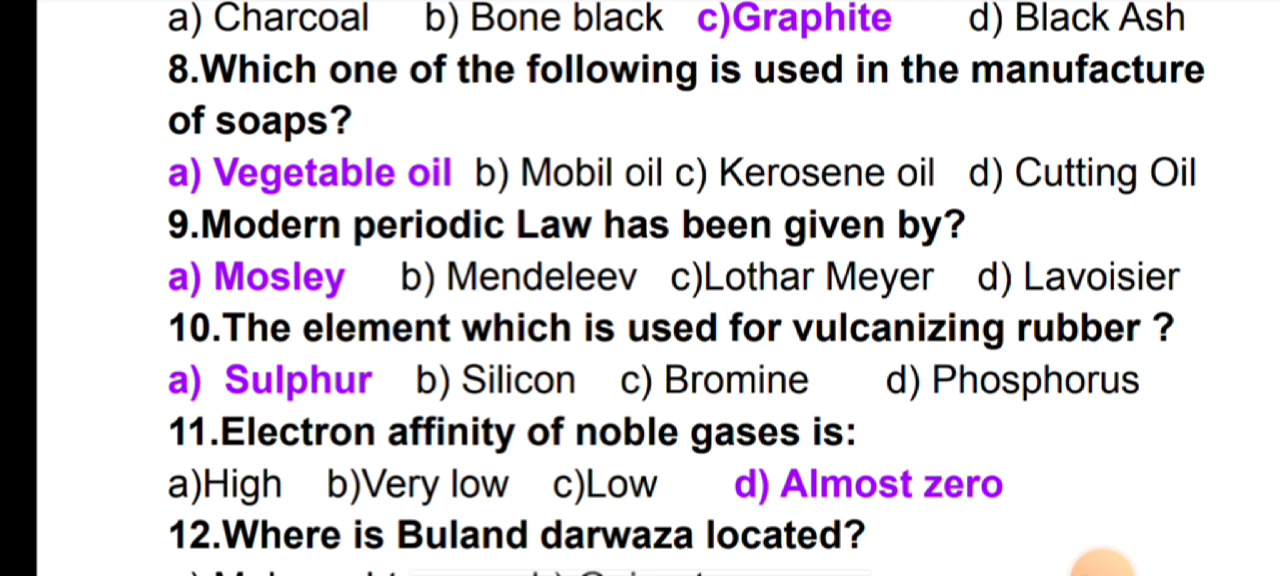 a) Charcoal b) Bone black c)Graphite d) Black Ash
8.Which one of the following is used in the manufacture
of soaps?
a) Vegetable oil b) Mobil oil c) Kerosene oil d) Cutting Oil
9.Modern periodic Law has been given by?
a) Mosley b) Mendeleev c)Lothar Meyer d) Lavoisier
10.The element which is used for vulcanizing rubber ?
a) Sulphur b) Silicon c) Bromine d) Phosphorus
11.Electron affinity of noble gases is:
a)High b)Very low c)Low d) Almost zero
12.Where is Buland darwaza located?